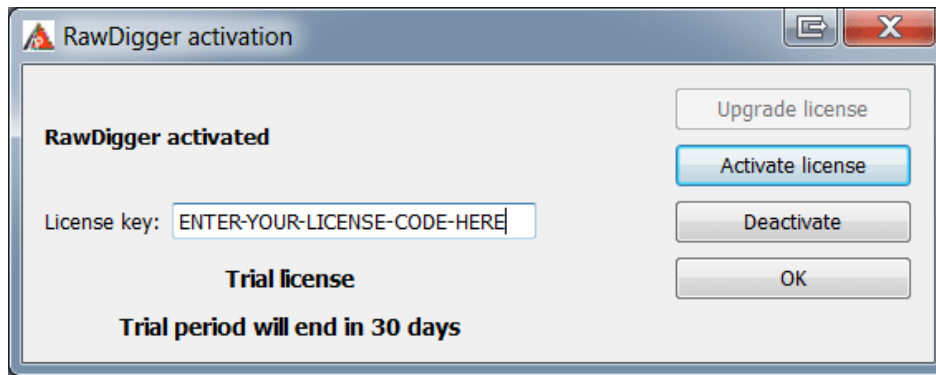 RawDigger activation
Upgrade license
RawDigger activated
Activate license
License key: ENTER-YOUR-LICENSE-CODE-HERE
Deactivate
Trial license
OK
Trial period will end in 30 days